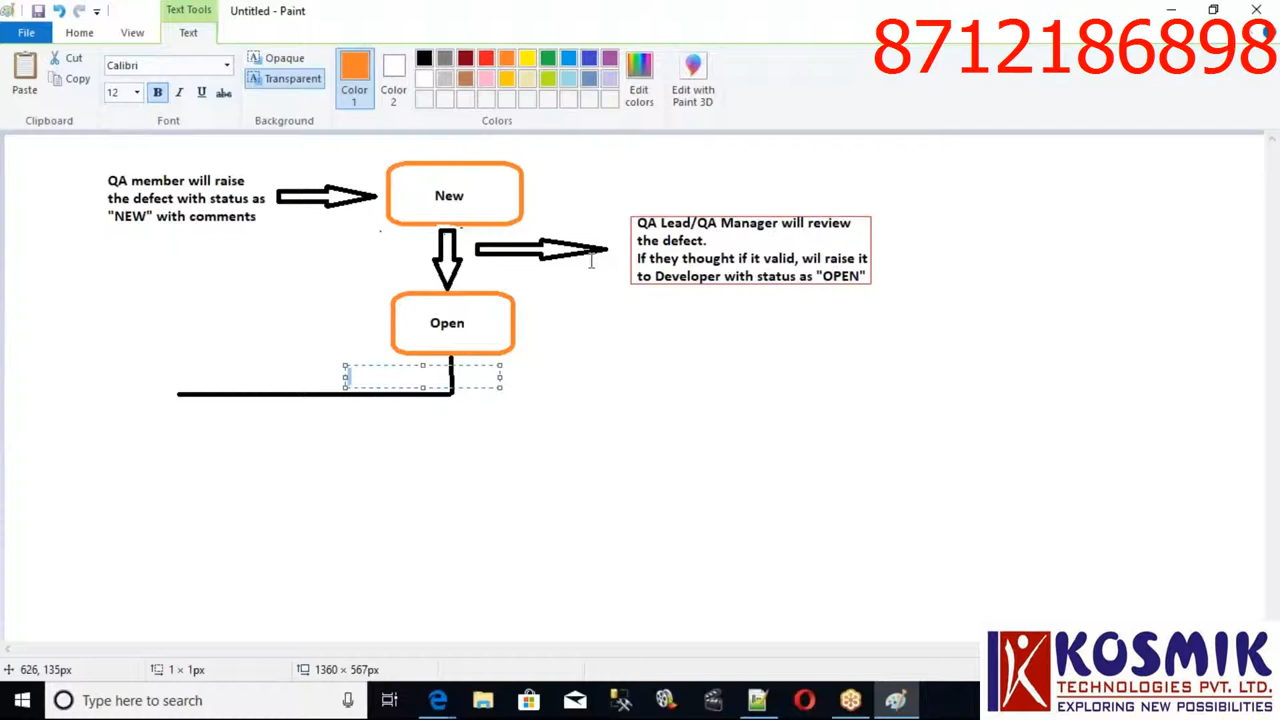 Text Tools
Untitled - Paint
8712186898
File
Home
View
Text
Paste
Cut
Copy
Calibri
12
B
I
U
abc
Opaque
Transparent
Color
1
Color
2
Edit
colors
Edit with
Paint 3D
Clipboard
Font
Background
Colors
QA member will raise
the defect with status as
"NEW" with comments
New
QA Lead/QA Manager will review
the defect.
If they thought if it valid, wil raise it
to Developer with status as "OPEN"
Open
626, 135px
1 × 1px
1360 × 567px
Type here to search
KOSMIK
TECHNOLOGIES PVT. LTD.
EXPLORING NEW POSSIBILITIES